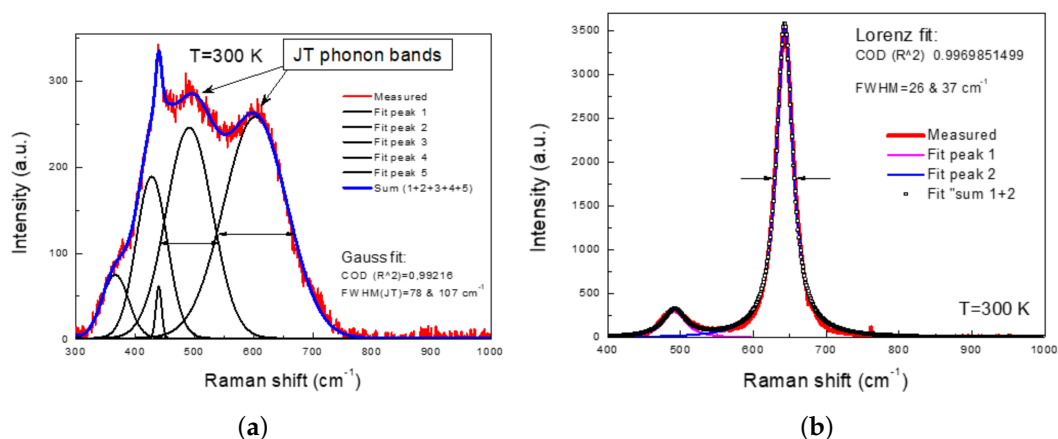 T=300 K
JT phonon bands
Measured
Fit peak 1
Fit peak 2
Fit peak 3
Fit peak 4
Fit peak 5
Sum (1+2+3+4+5)
Gauss fit:
COD (R^2)=0,99216
FWHM(JT)=78 & 107 cm⁻¹
Intensity (a.u.)
300
200
100
0
300 400 500 600 700 800 900 1000
Raman shift (cm⁻¹)
(a)
b)
Lorenz fit:
COD (R^2) 0.9969851499
FWHM=26 & 37 cm⁻¹
Measured
Fit peak 1
Fit peak 2
Fit "sum 1+2
T=300 K
Intensity (a.u.)
3500
3000
2500
2000
1500
1000
500
0
400 500 600 700 800 900 1000
Raman shift (cm⁻¹)
(b)